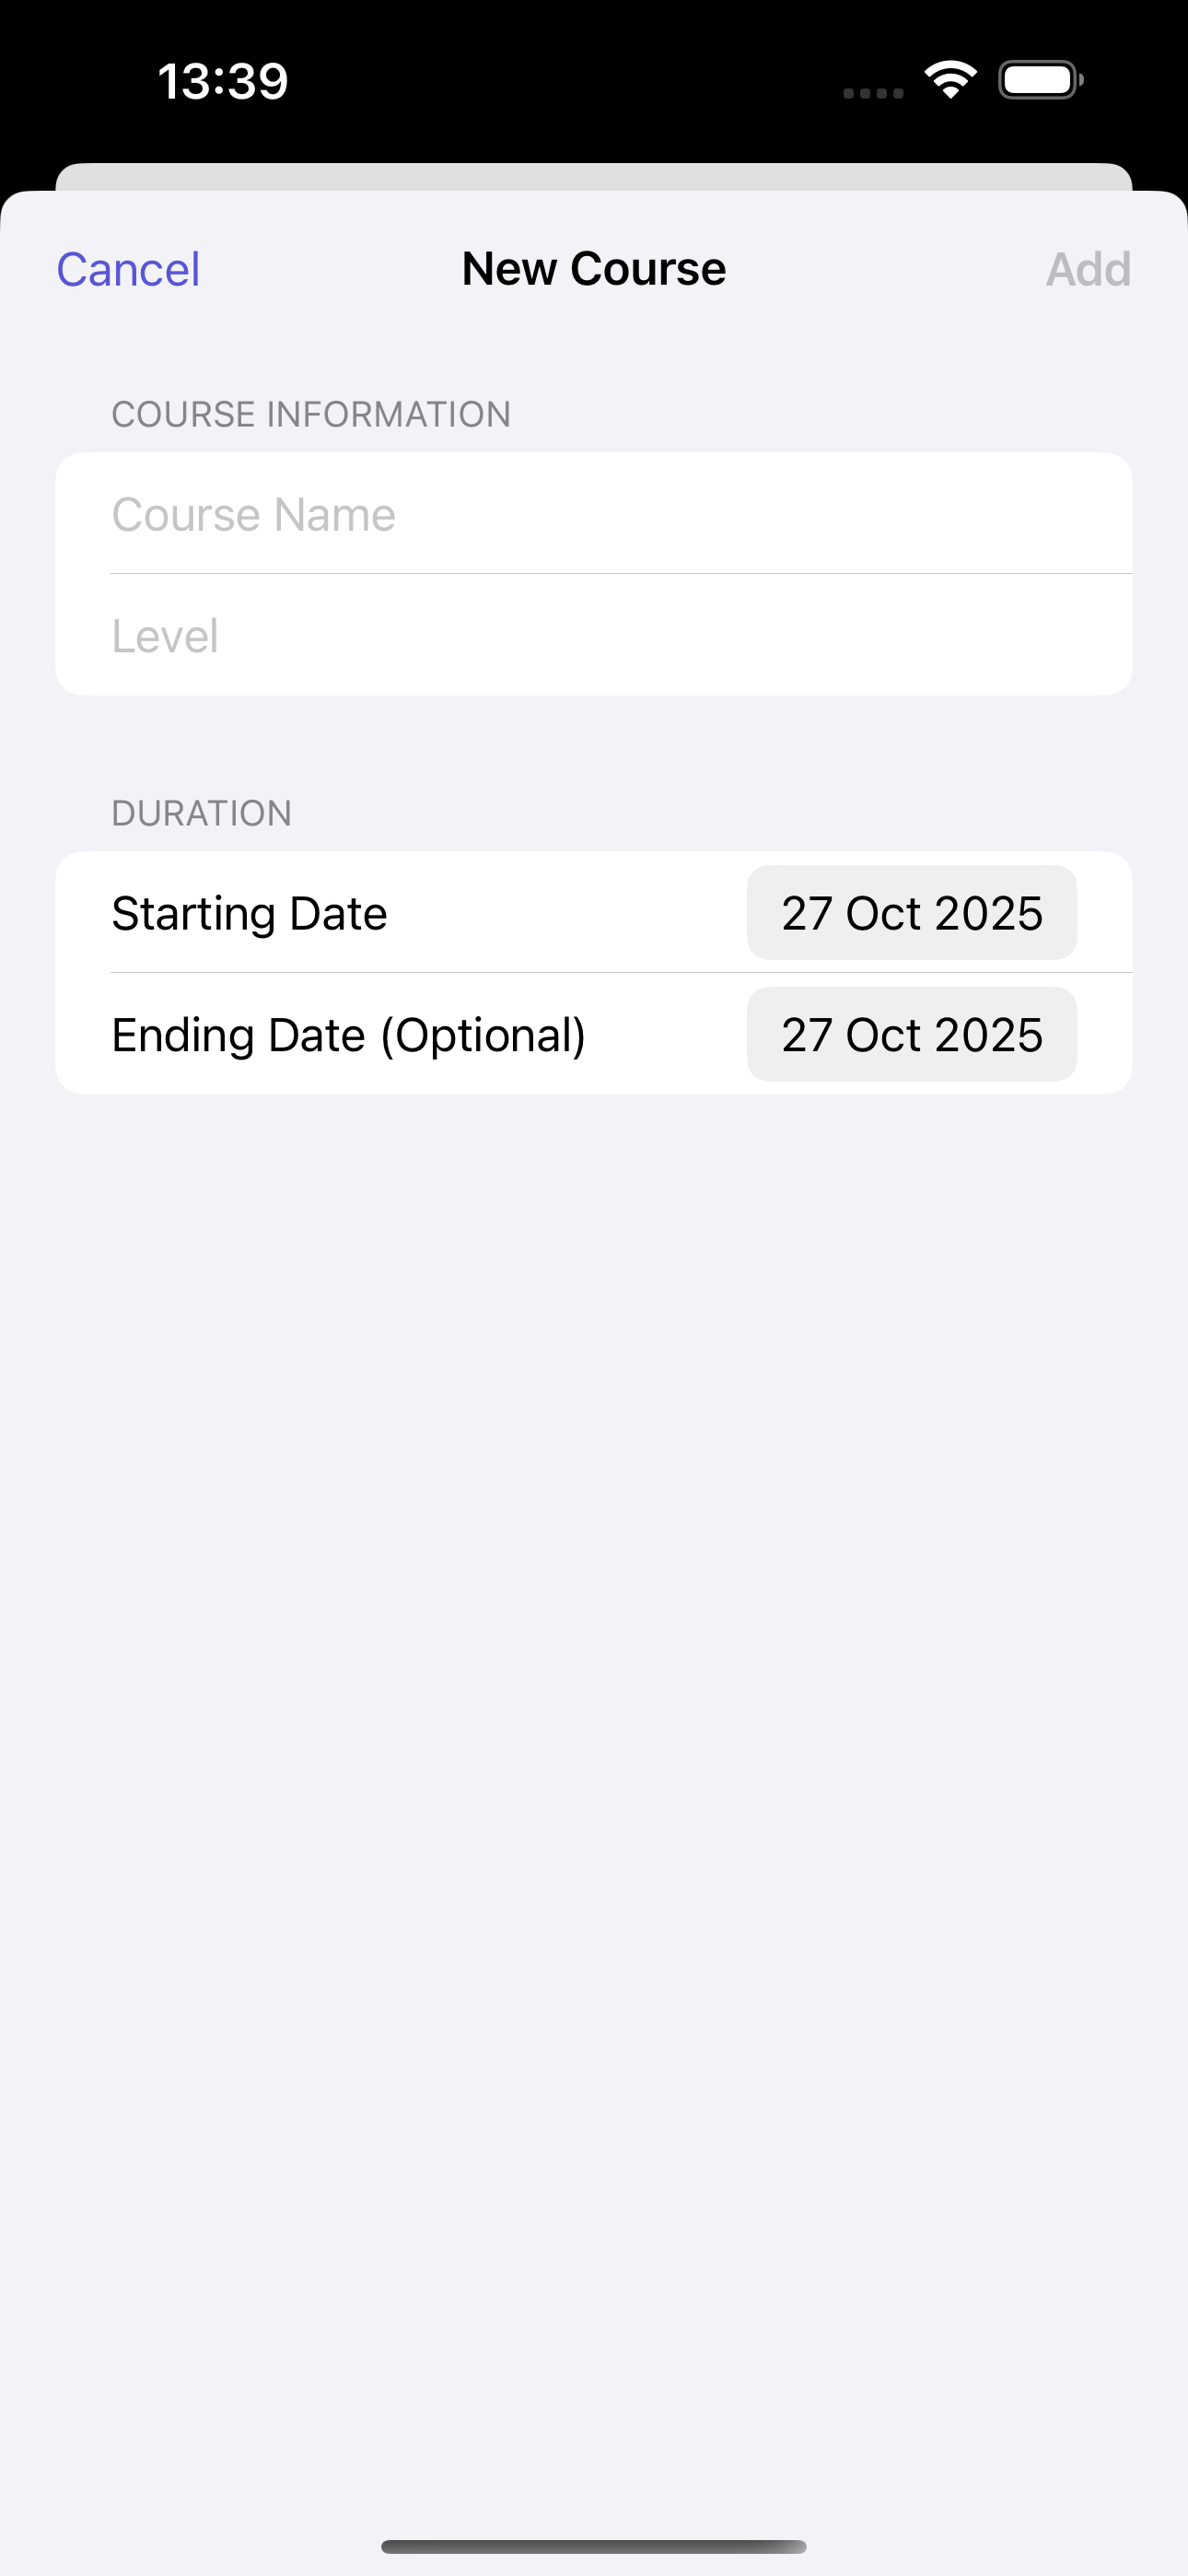 13:39
Cancel New Course Add
COURSE INFORMATION
Course Name
Level
DURATION
Starting Date 27 Oct 2025
Ending Date (Optional) 27 Oct 2025